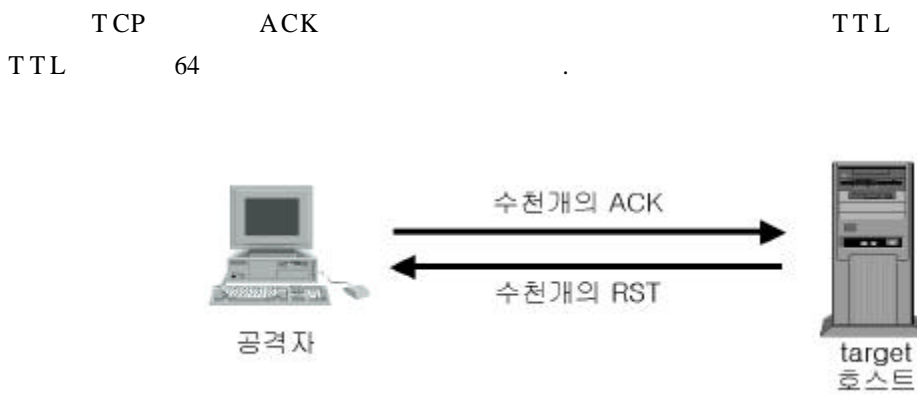 TCP ACK TTL
TTL 64 .
수천개의 ACK
수천개의 RST
공격자
target
호스트